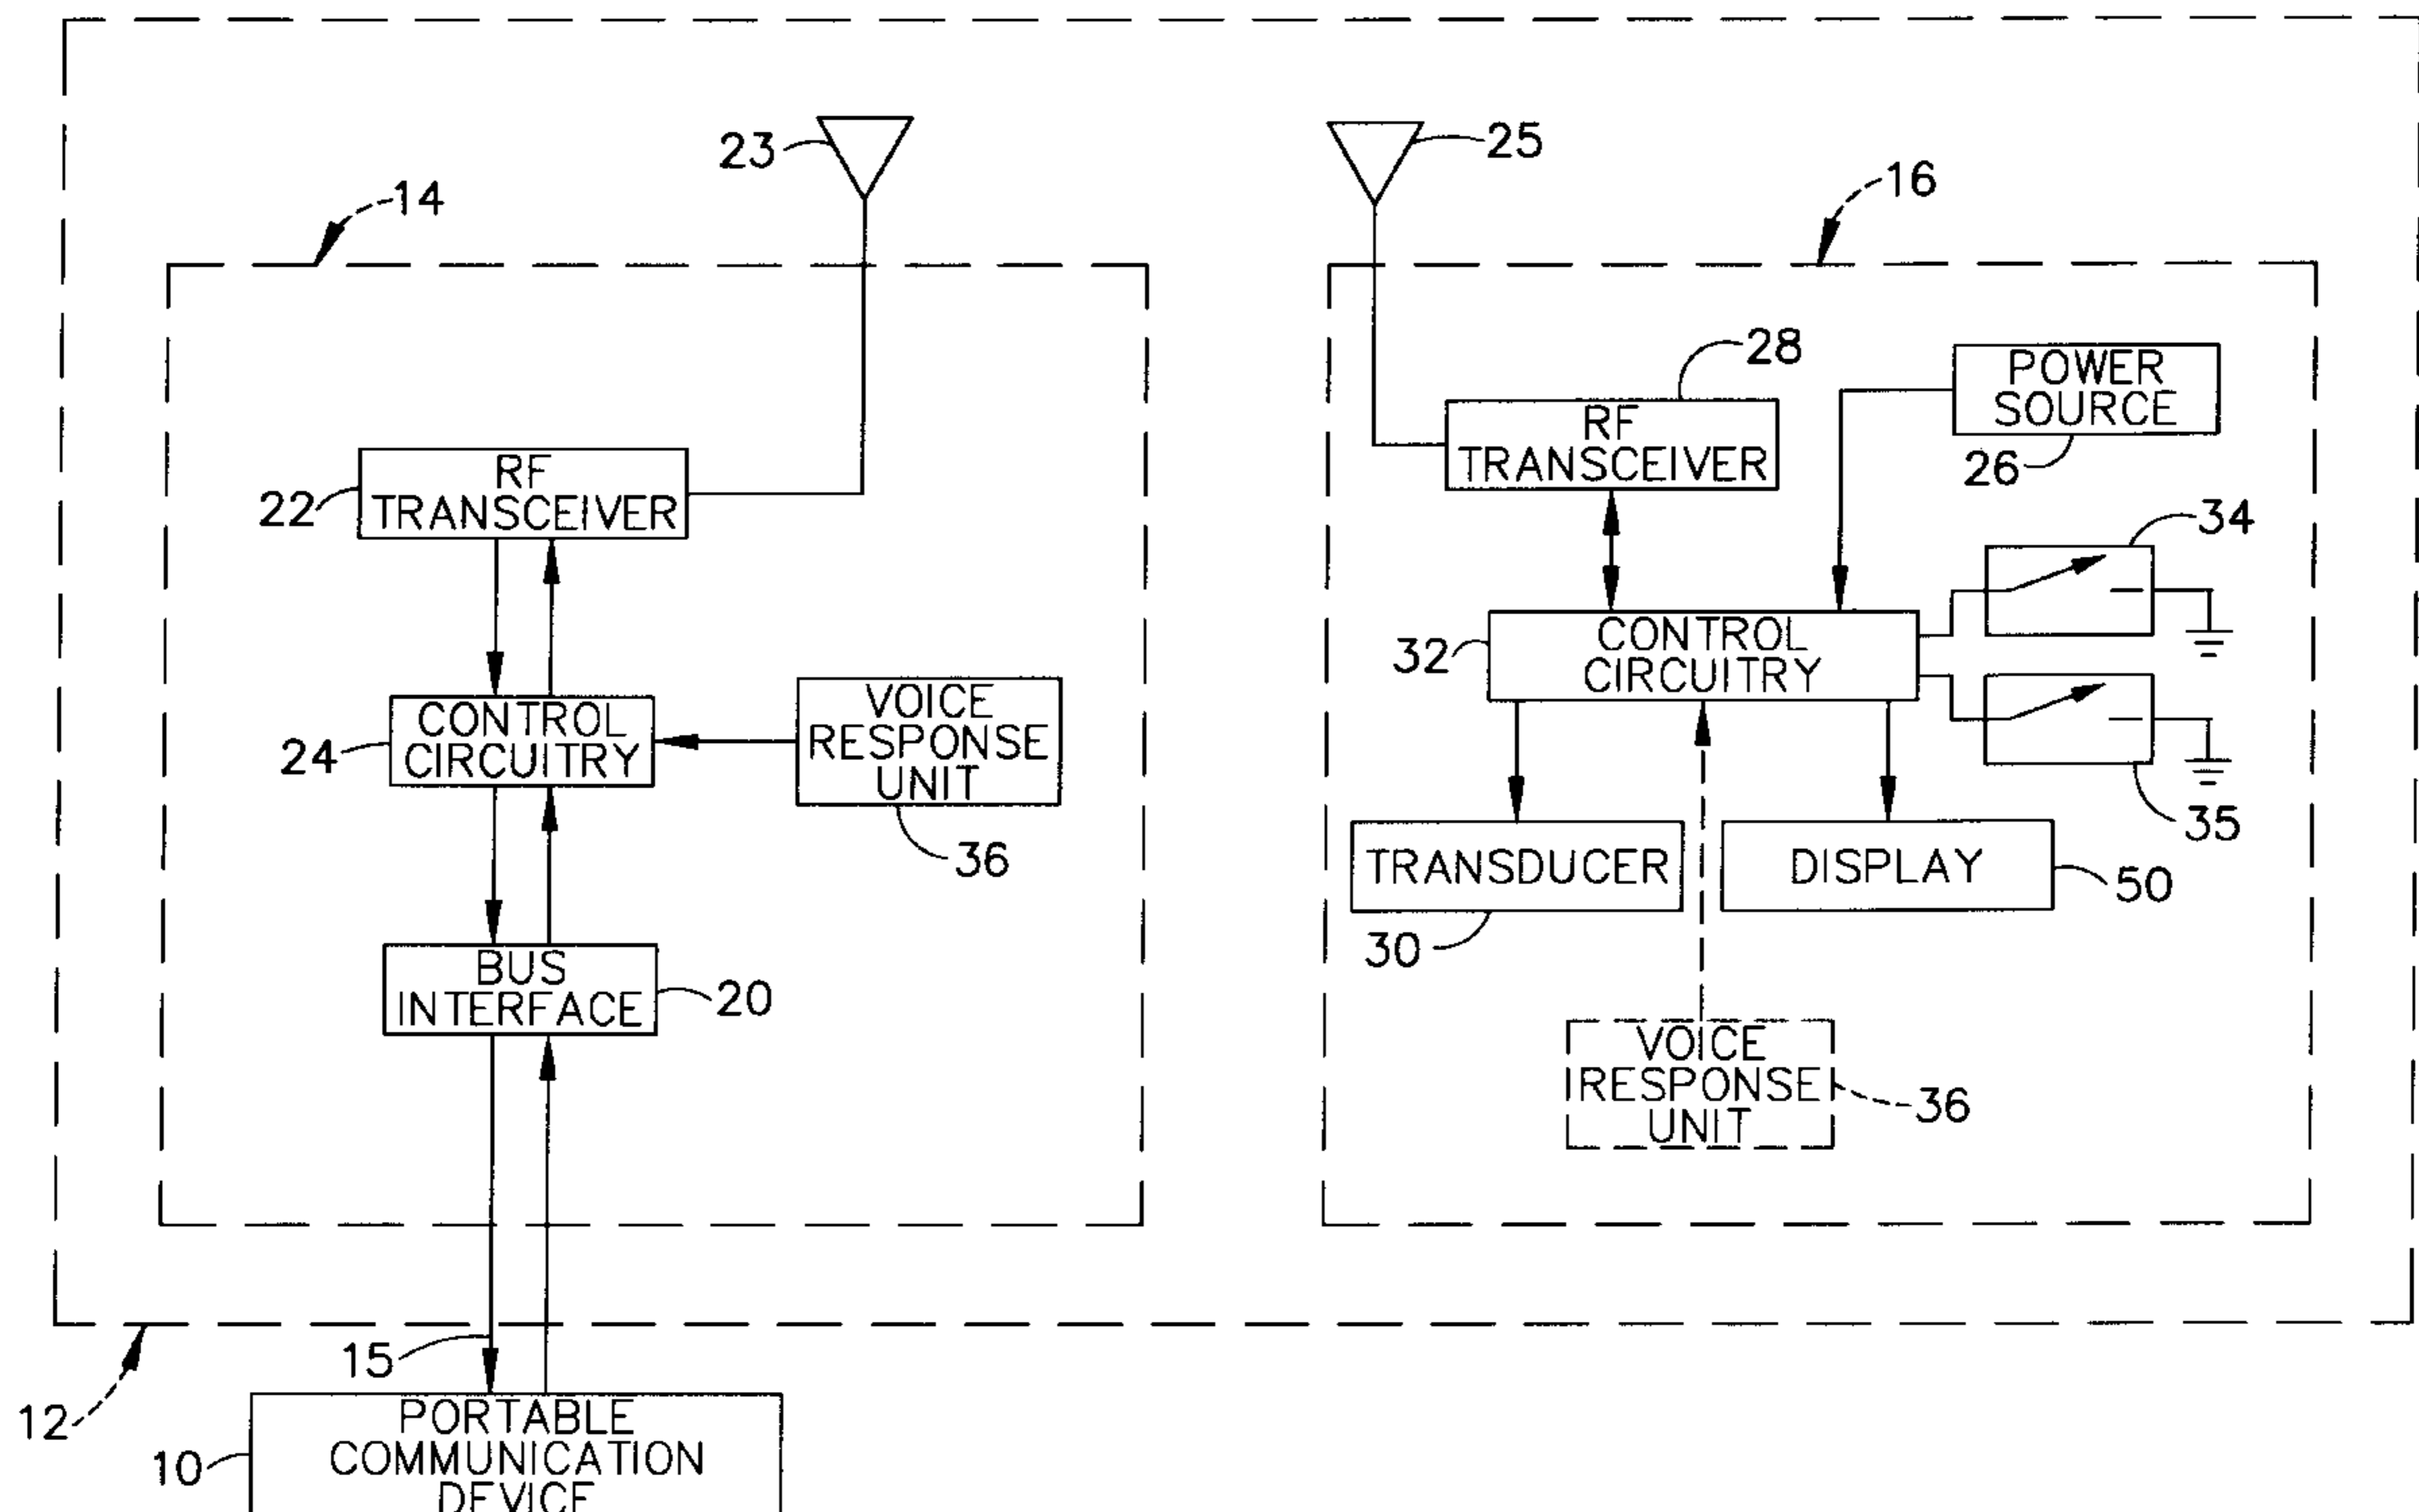 23
25
14
16
28
POWER
SOURCE
26
RF
TRANSCEIVER
22
RF
TRANSCEIVER
34
32
CONTROL
CIRCUITRY
35
24
CONTROL
CIRCUITRY
VOICE
RESPONSE
UNIT
36
TRANSDUCER
30
DISPLAY
50
BUS
INTERFACE
20
VOICE
RESPONSE
UNIT
36
15
12
10
PORTABLE
COMMUNICATION
DEVICE